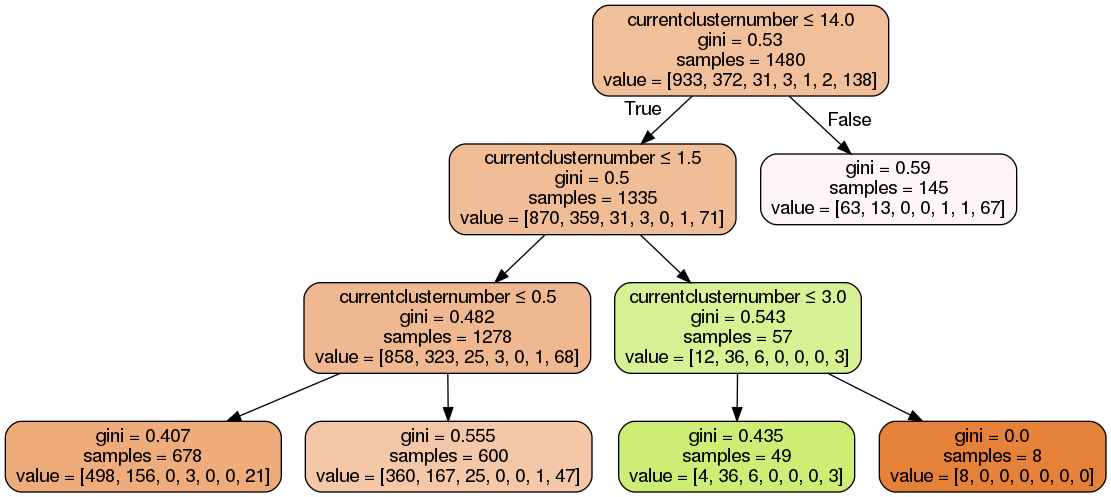 currentclusternumber ≤ 14.0
gini = 0.53
samples = 1480
value = [933, 372, 31, 3, 1, 2, 138]
True
False
currentclusternumber ≤ 1.5
gini = 0.5
samples = 1335
value = [870, 359, 31, 3, 0, 1, 71]
gini = 0.59
samples = 145
value = [63, 13, 0, 0, 1, 1, 67]
currentclusternumber ≤ 0.5
gini = 0.482
samples = 1278
value = [858, 323, 25, 3, 0, 1, 68]
currentclusternumber ≤ 3.0
gini = 0.543
samples = 57
value = [12, 36, 6, 0, 0, 0, 3]
gini = 0.407
samples = 678
value = [498, 156, 0, 3, 0, 0, 21]
gini = 0.555
samples = 600
value = [360, 167, 25, 0, 0, 1, 47]
gini = 0.435
samples = 49
value = [4, 36, 6, 0, 0, 0, 3]
gini = 0.0
samples = 8
value = [8, 0, 0, 0, 0, 0, 0]